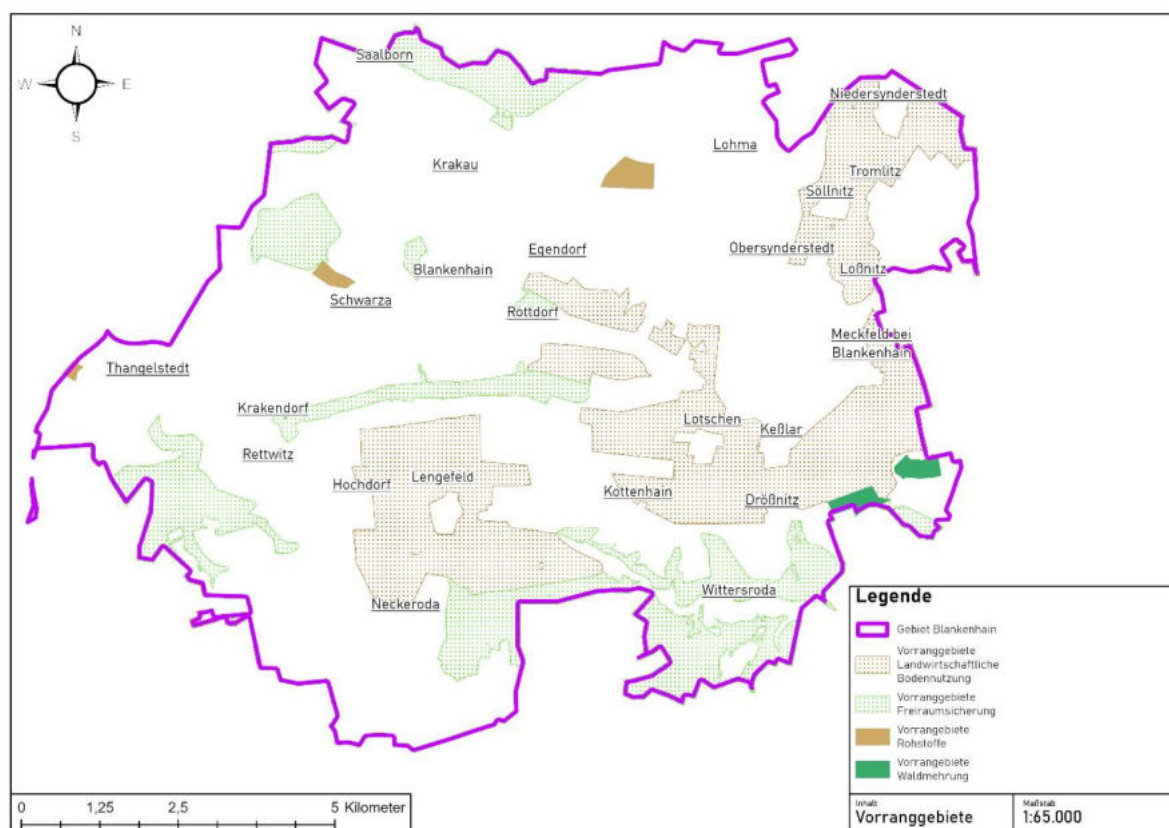 N
W E
S
Saalborn
Niedersynderstedt
Krakau
Lohma
Tromlitz
Söllnitz
Egendorf
Obersynderstedt
Blankenhain
Loßnitz
Schwarza
Rottdorf
Meckfeld bei
Blankenhain
Thangelstedt
Krakendorf
Lotschen
Keßlar
Rettwitz
Hochdorf
Lengefeld
Kottenhain
Drößnitz
Wittersroda
Neckeroda
Legende
Gebiet Blankenhain
Vorranggebiete
Landwirtschaftliche
Bodennutzung
Vorranggebiete
Freiraumsicherung
Vorrangebiete
Rohstoffe
Vorrangebiete
Waldmehrung
0 1,25 2,5 5 Kilometer
Inhalt
Vorranggebiete
Maßstab
1:65.000